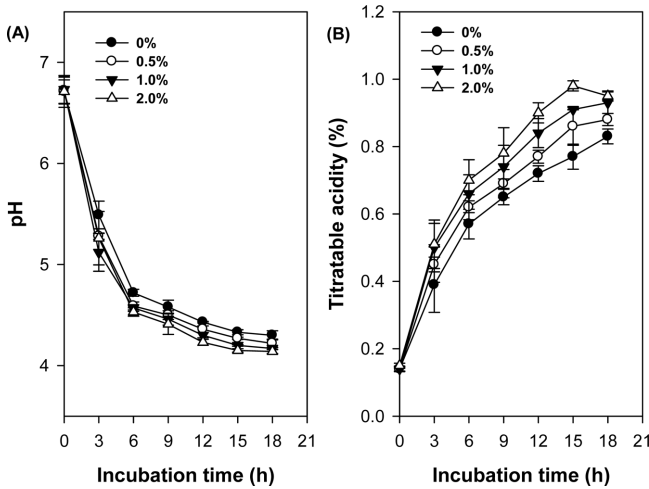 (A)
0%
0.5%
1.0%
2.0%
7
6
5
4
pH
0 3 6 9 12 15 18 21
Incubation time (h)
(B)
0%
0.5%
1.0%
2.0%
1.2
1.0
0.8
0.6
0.4
0.2
0.0
Titratable acidity (%)
0 3 6 9 12 15 18 21
Incubation time (h)